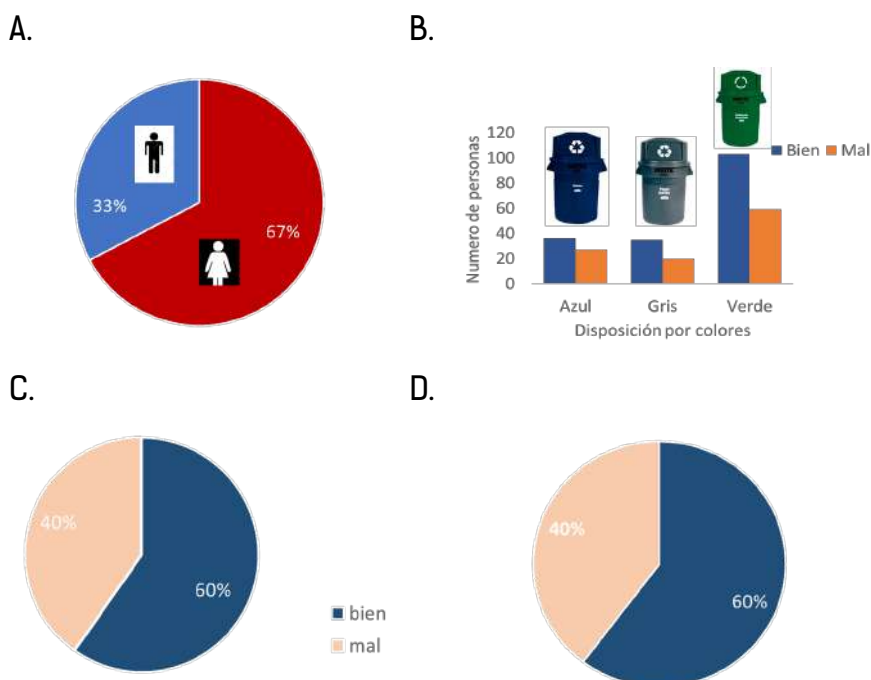 A.
33%
67%
B.
Numero de personas
120
100
80
60
40
20
0
Bien
Mal
Azul
Gris
Verde
Disposición por colores
C.
40%
60%
bien
mal
D.
40%
60%